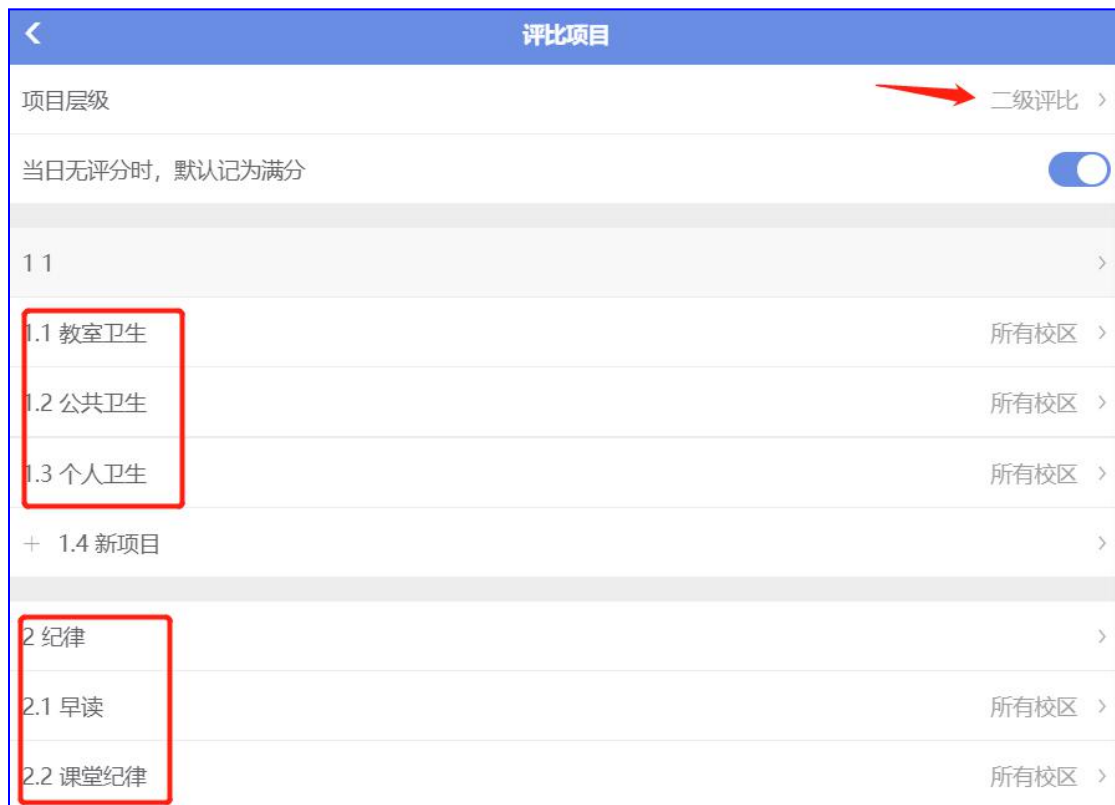 评比项目
项目层级 二级评比
当日无评分时，默认记为满分
1 1
1.1 教室卫生 所有校区
1.2 公共卫生 所有校区
1.3 个人卫生 所有校区
+ 1.4 新项目
2 纪律
2.1 早读 所有校区
2.2 课堂纪律 所有校区